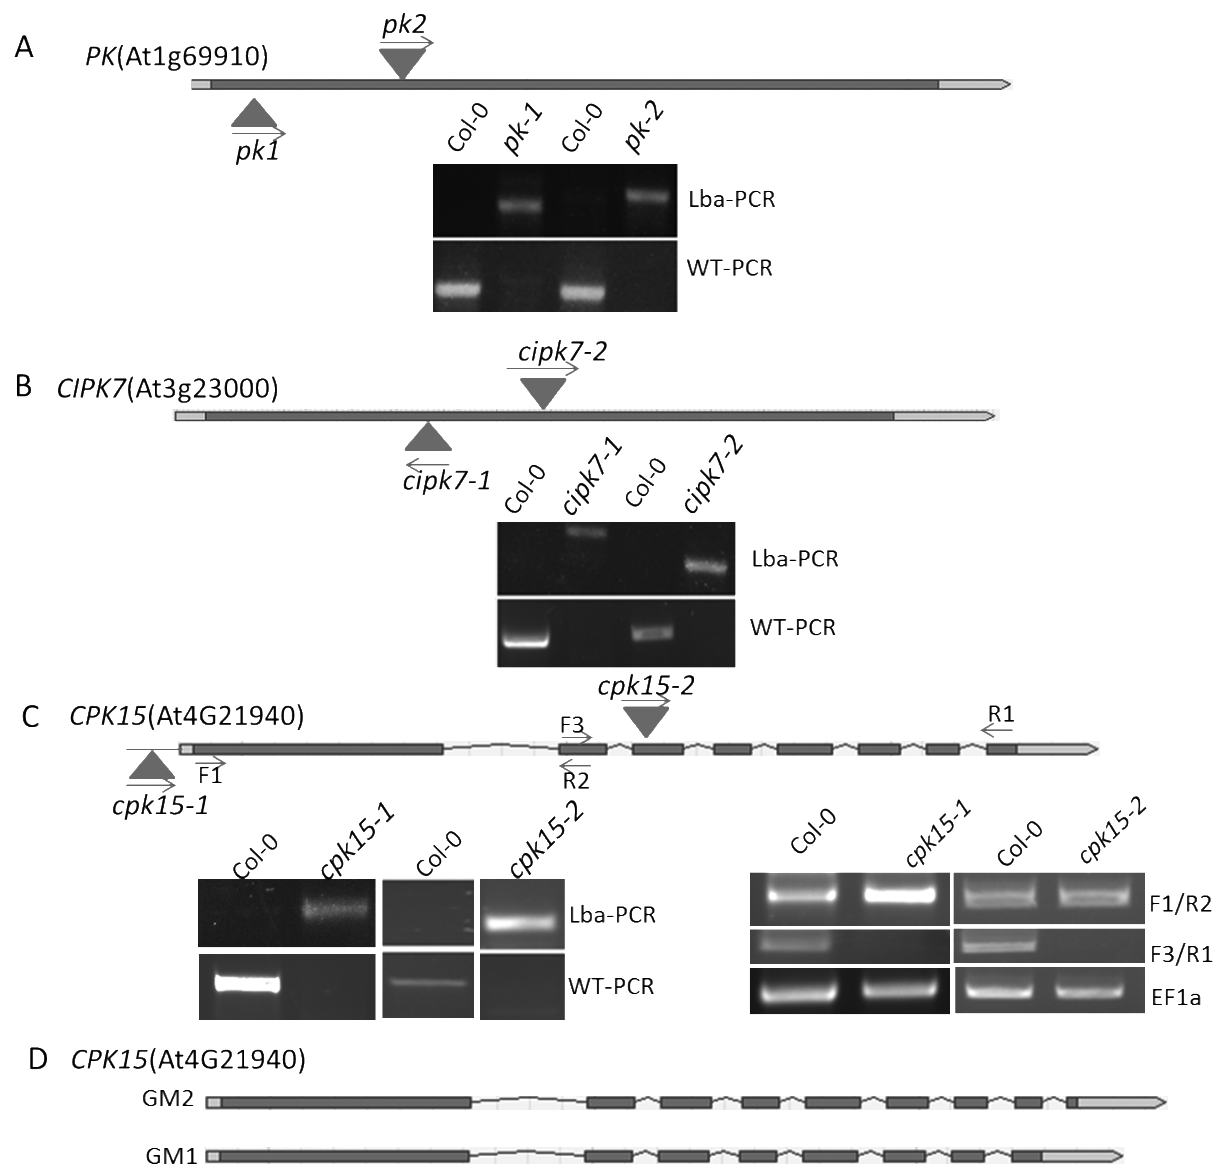 A
pk2
PK(At1g69910)
pk1
Col-0 pk-1 Col-0 pk-2
Lba-PCR
WT-PCR
B
cipk7-2
CIPK7(At3g23000)
cipk7-1
Col-0 cipk7-1 Col-0 cipk7-2
Lba-PCR
WT-PCR
C
cpk15-2
CPK15(At4G21940)
F3
R1
F1
R2
cpk15-1
Col-0 cpk15-1 Col-0 cpk15-2
Lba-PCR
WT-PCR
Col-0 cpk15-1 Col-0 cpk15-2
F1/R2
F3/R1
EF1a
D
CPK15(At4G21940)
GM2
GM1